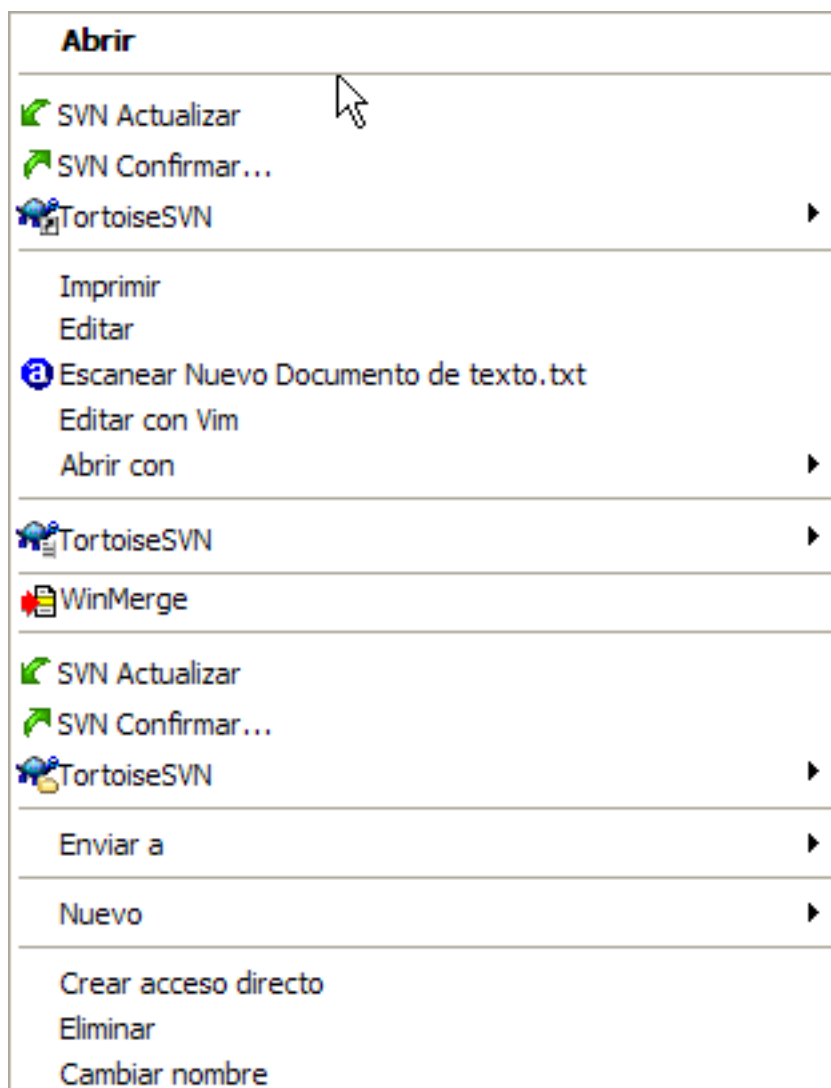 Abrir
SVN Actualizar
SVN Confirmar...
TortoiseSVN
Imprimir
Editar
Escanear Nuevo Documento de texto.txt
Editar con Vim
Abrir con
TortoiseSVN
WinMerge
SVN Actualizar
SVN Confirmar...
TortoiseSVN
Enviar a
Nuevo
Crear acceso directo
Eliminar
Cambiar nombre